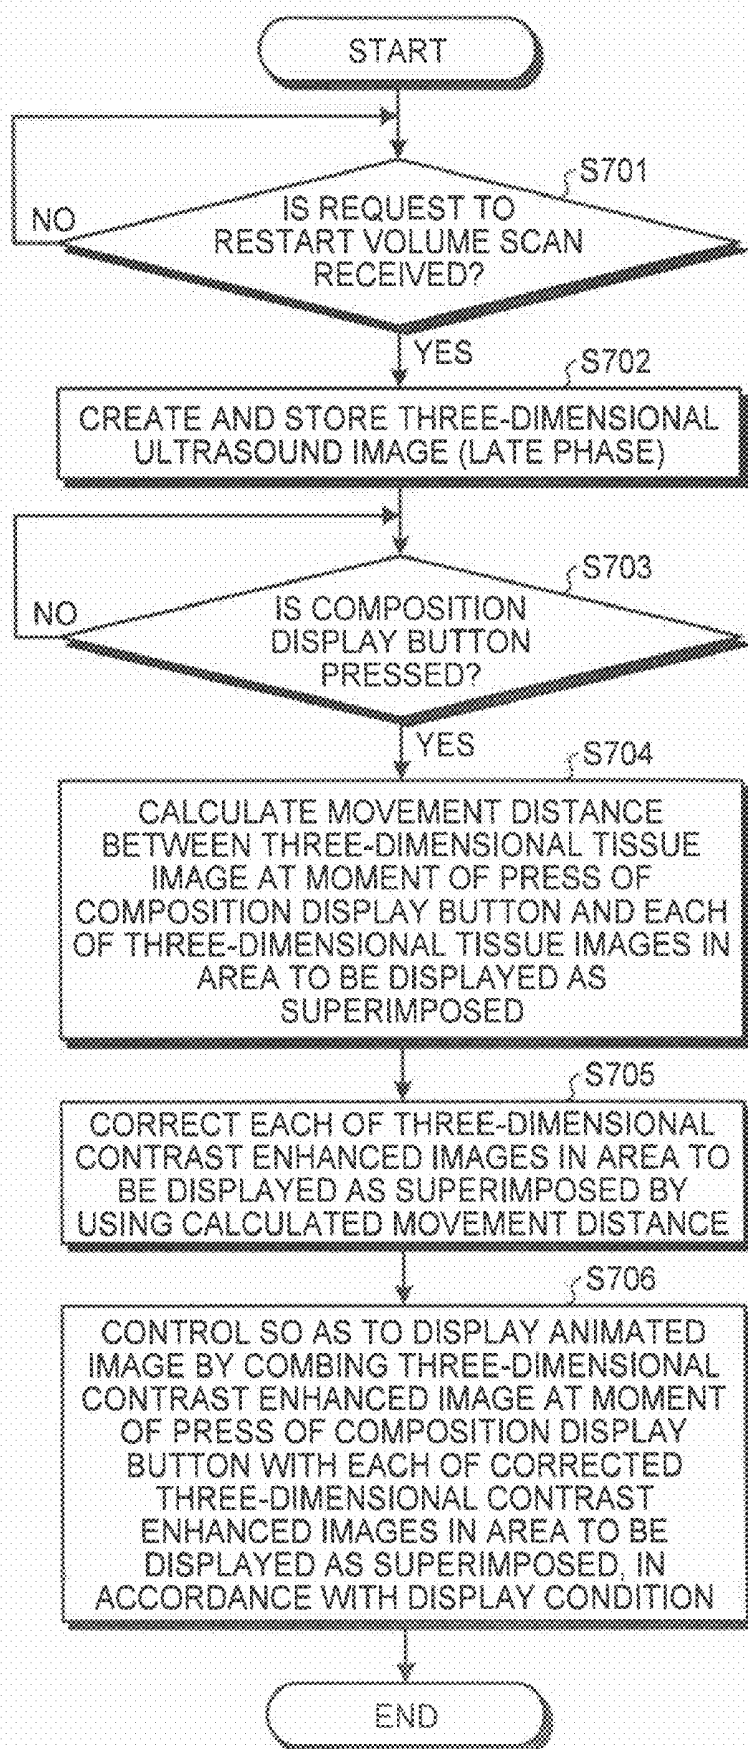 START
S701
NO
IS REQUEST TO
RESTART VOLUME SCAN
RECEIVED?
YES
S702
CREATE AND STORE THREE-DIMENSIONAL
ULTRASOUND IMAGE (LATE PHASE)
S703
NO
IS COMPOSITION
DISPLAY BUTTON
PRESSED?
YES
S704
CALCULATE MOVEMENT DISTANCE
BETWEEN THREE-DIMENSIONAL TISSUE
IMAGE AT MOMENT OF PRESS OF
COMPOSITION DISPLAY BUTTON AND EACH
OF THREE-DIMENSIONAL TISSUE IMAGES IN
AREA TO BE DISPLAYED AS
SUPERIMPOSED
S705
CORRECT EACH OF THREE-DIMENSIONAL
CONTRAST ENHANCED IMAGES IN AREA TO
BE DISPLAYED AS SUPERIMPOSED BY
USING CALCULATED MOVEMENT DISTANCE
S706
CONTROL SO AS TO DISPLAY ANIMATED
IMAGE BY COMBING THREE-DIMENSIONAL
CONTRAST ENHANCED IMAGE AT MOMENT
OF PRESS OF COMPOSITION DISPLAY
BUTTON WITH EACH OF CORRECTED
THREE-DIMENSIONAL CONTRAST
ENHANCED IMAGES IN AREA TO BE
DISPLAYED AS SUPERIMPOSED, IN
ACCORDANCE WITH DISPLAY CONDITION
END